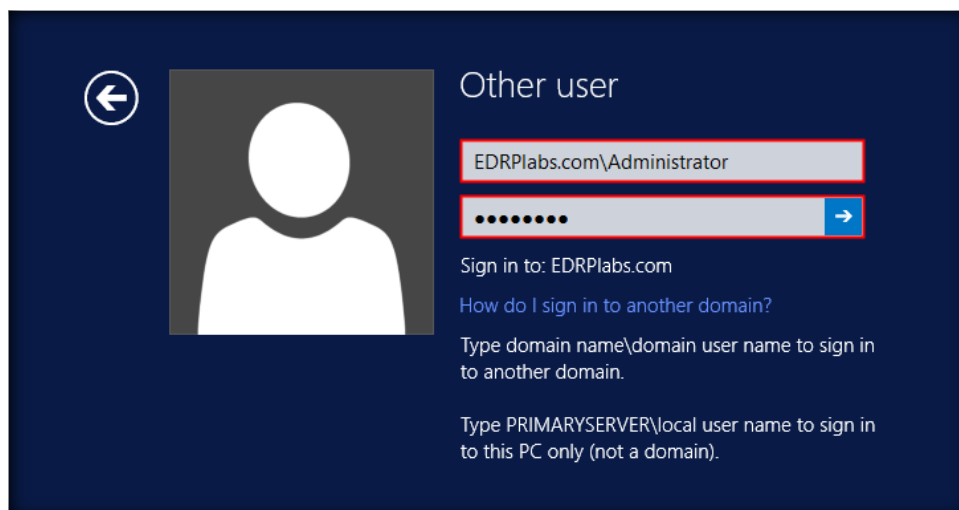 Other user
EDRPlabs.com\Administrator
Sign in to: EDRPlabs.com
How do I sign in to another domain?
Type domain name\domain user name to sign in
to another domain.
Type PRIMARYSERVER\local user name to sign in
to this PC only (not a domain).